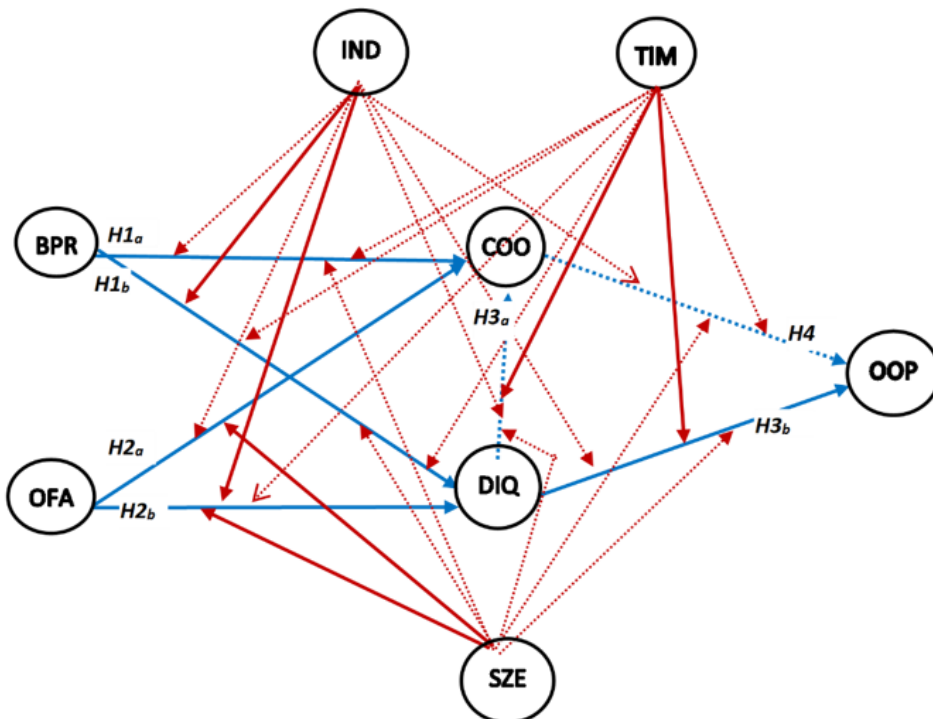 IND
TIM
BPR
H1a
COO
H1b
H3a
H4
OOP
H2a
H3b
OFA
H2b
DIQ
SZE